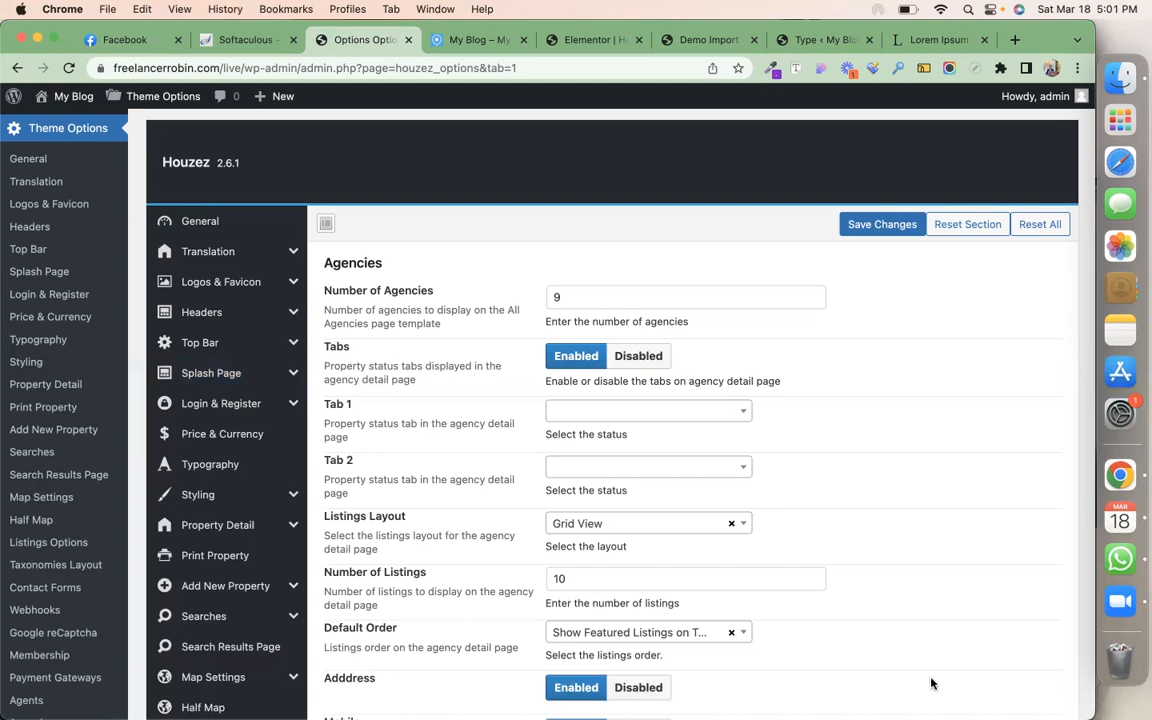 Chrome File Edit View History Bookmarks Profiles Tab Window Help Sat Mar 18 5:01 PM
Facebook Softaculous - Options Optio My Blog – My Elementor | H Demo Import Type ‹ My Blo Lorem Ipsum
freelancerrobin.com/live/wp-admin/admin.php?page=houzez_options&tab=1
My Blog Theme Options 0 New Howdy, admin
Theme Options
General
Translation
Logos & Favicon
Headers
Top Bar
Splash Page
Login & Register
Price & Currency
Typography
Styling
Property Detail
Print Property
Add New Property
Searches
Search Results Page
Map Settings
Half Map
Listings Options
Taxonomies Layout
Contact Forms
Webhooks
Google reCaptcha
Membership
Payment Gateways
Agents
Houzez 2.6.1
General
Translation
Logos & Favicon
Headers
Top Bar
Splash Page
Login & Register
Price & Currency
Typography
Styling
Property Detail
Print Property
Add New Property
Searches
Search Results Page
Map Settings
Half Map
Save Changes Reset Section Reset All
Agencies
Number of Agencies
Number of agencies to display on the All
Agencies page template
9
Enter the number of agencies
Tabs
Property status tabs displayed in the
agency detail page
Enabled Disabled
Enable or disable the tabs on agency detail page
Tab 1
Property status tab in the agency detail
page
Select the status
Tab 2
Property status tab in the agency detail
page
Select the status
Listings Layout
Select the listings layout for the agency
detail page
Grid View
Select the layout
Number of Listings
Number of listings to display on the agency
detail page
10
Enter the number of listings
Default Order
Listings order on the agency detail page
Show Featured Listings on T...
Select the listings order.
Adddress
Enabled Disabled
1
MAR
18